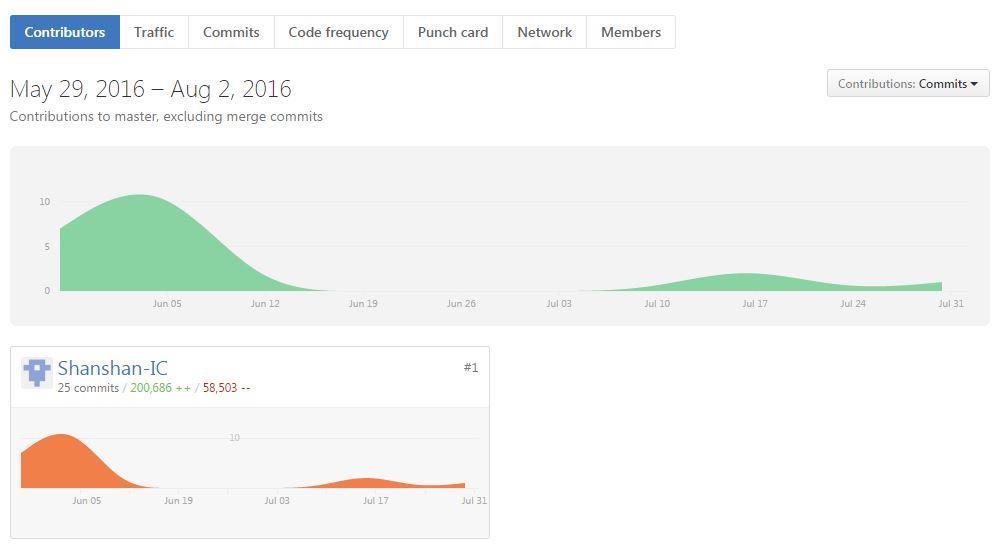 Contributors Traffic Commits Code frequency Punch card Network Members
May 29, 2016 – Aug 2, 2016
Contributions: Commits
Contributions to master, excluding merge commits
10
5
0
Jun 05 Jun 12 Jun 19 Jun 26 Jul 03 Jul 10 Jul 17 Jul 24 Jul 31
Shanshan-IC #1
25 commits / 200,686 ++ / 58,503 --
10
Jun 05 Jun 19 Jul 03 Jul 17 Jul 31